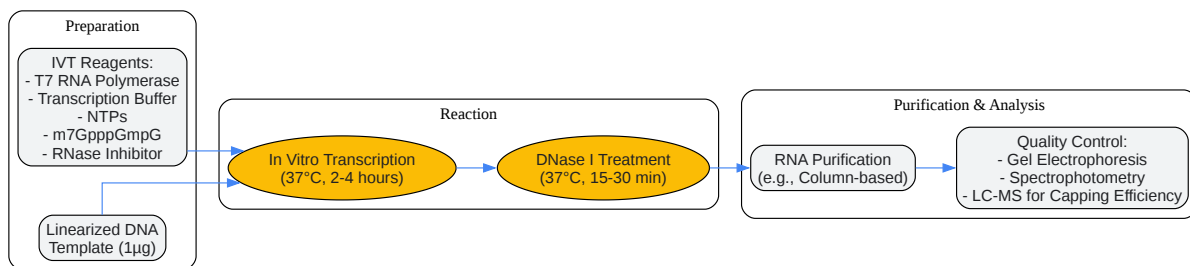 Preparation
IVT Reagents:
- T7 RNA Polymerase
- Transcription Buffer
- NTPs
- m7GpppGmpG
- RNase Inhibitor
Linearized DNA
Template (1µg)
Reaction
In Vitro Transcription
(37°C, 2-4 hours)
DNase I Treatment
(37°C, 15-30 min)
Purification & Analysis
RNA Purification
(e.g., Column-based)
Quality Control:
- Gel Electrophoresis
- Spectrophotometry
- LC-MS for Capping Efficiency